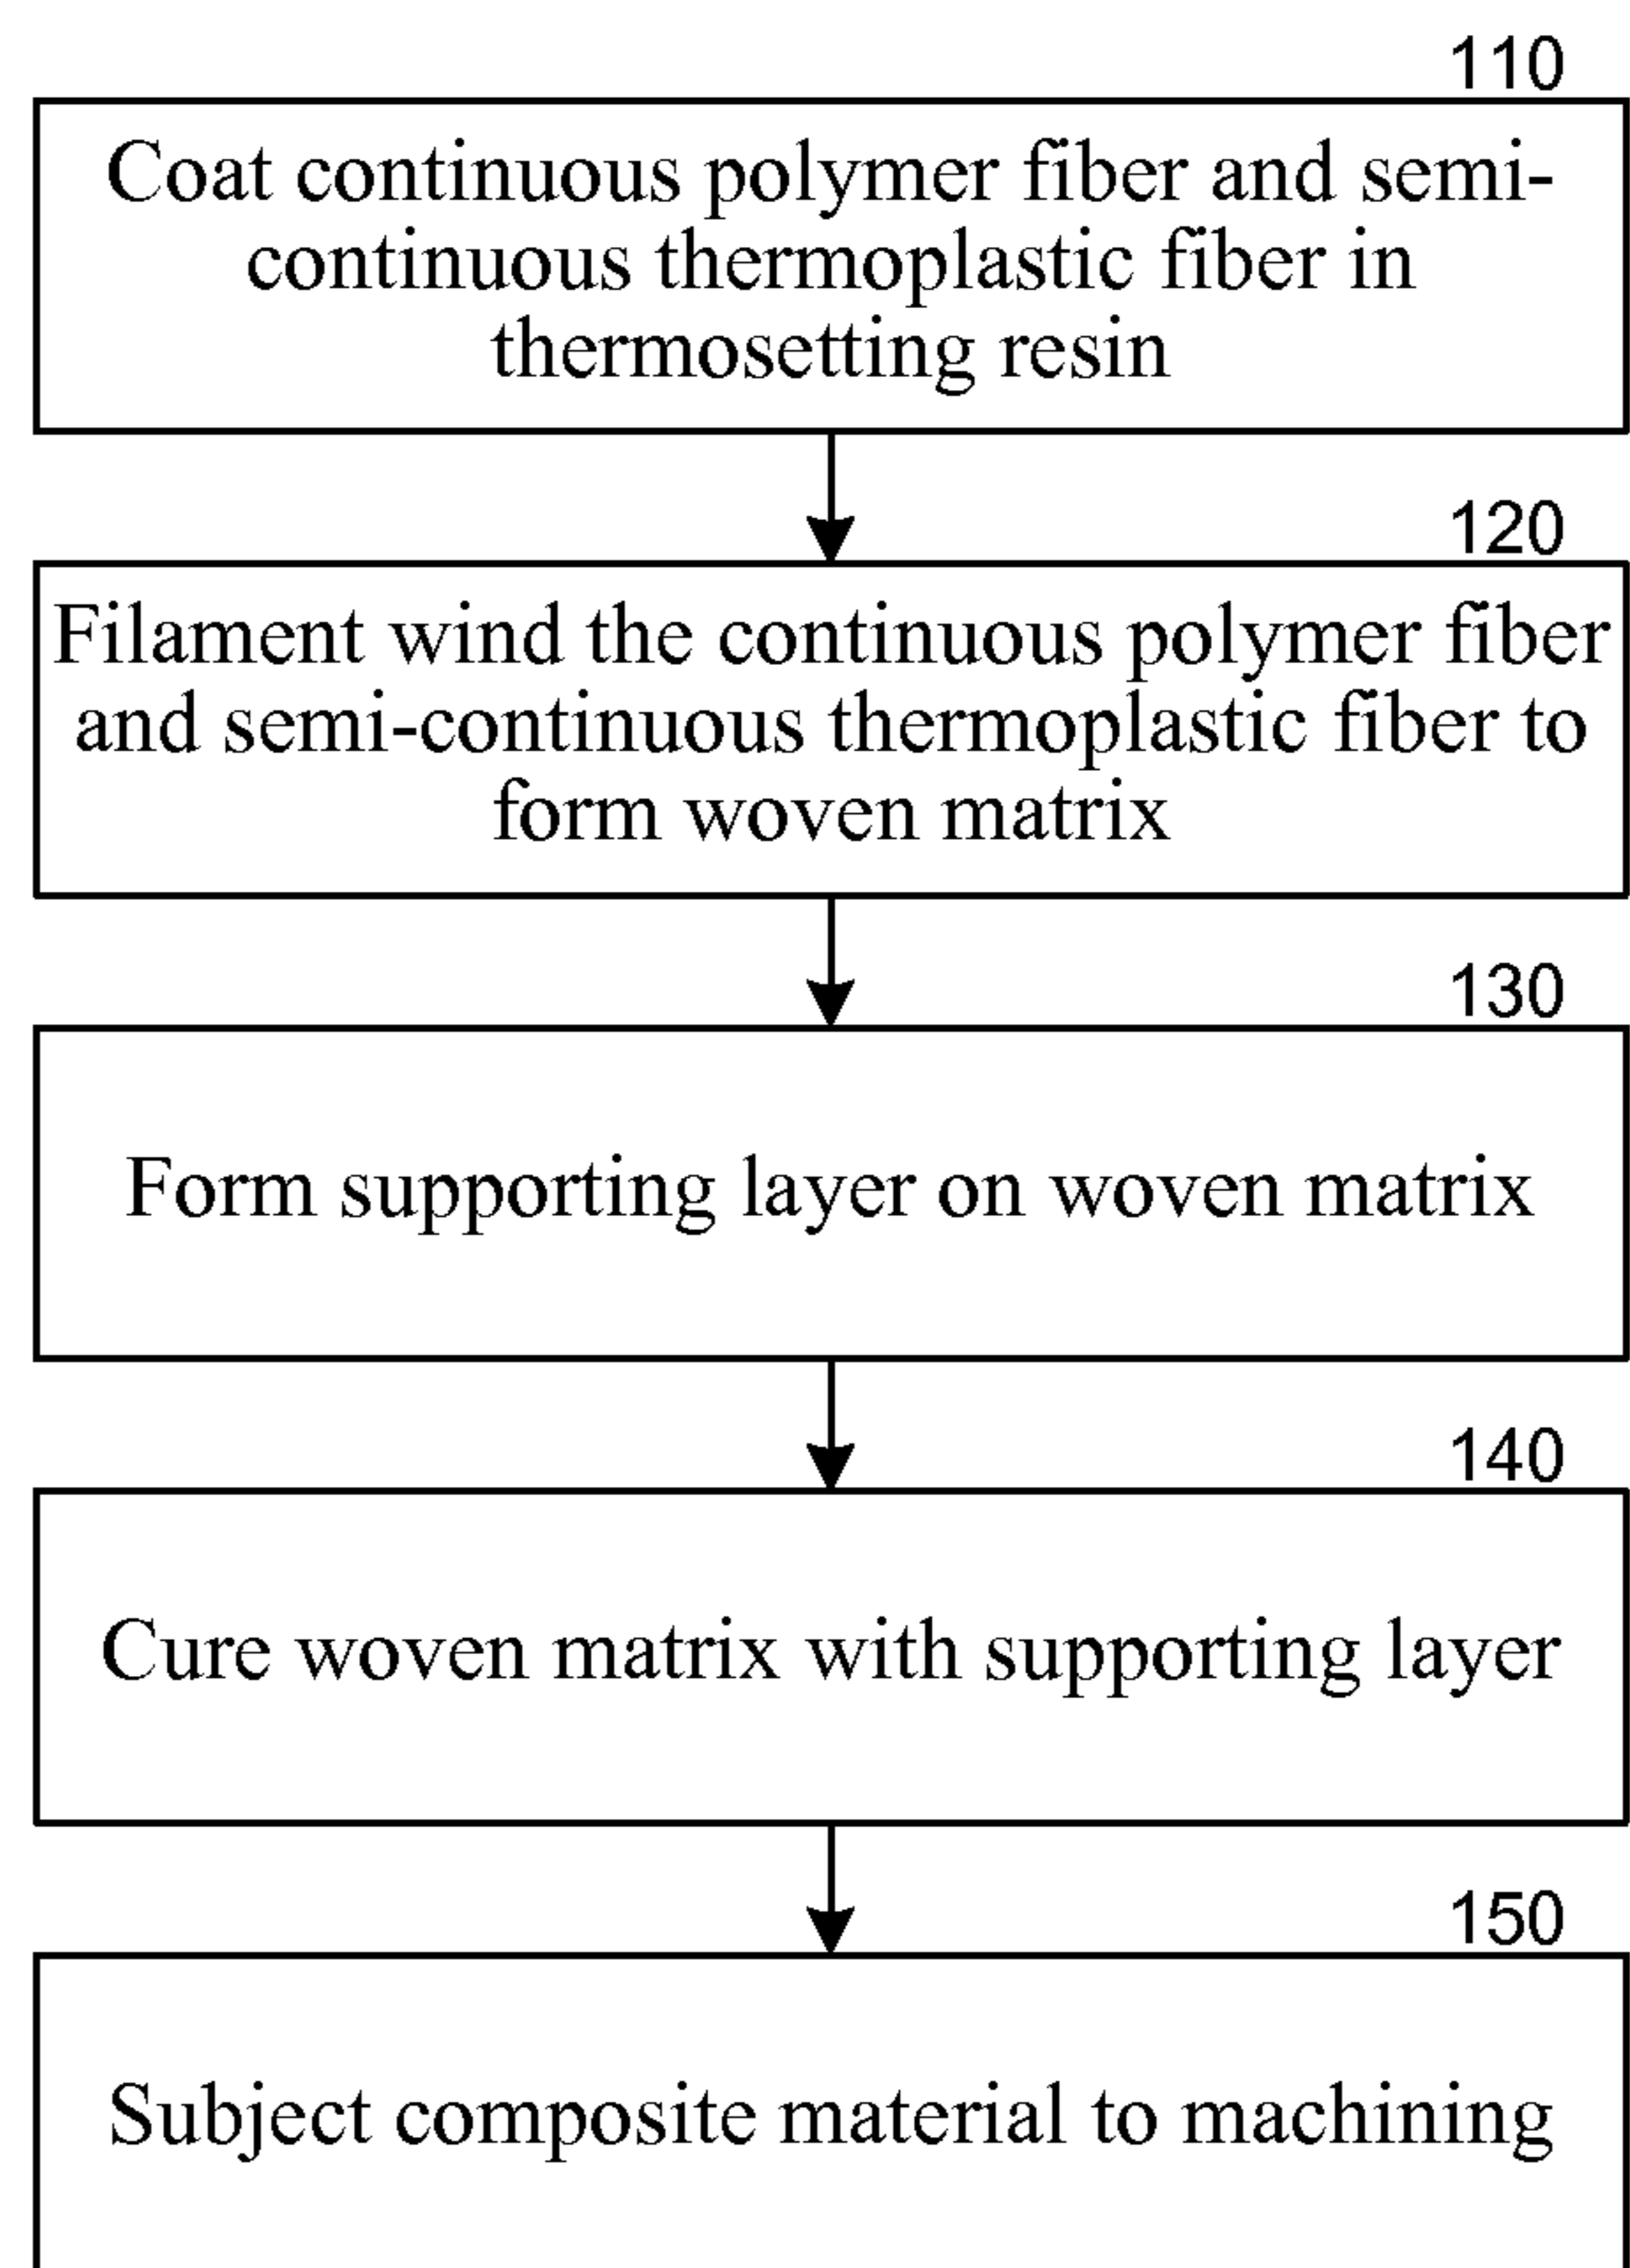 110
Coat continuous polymer fiber and semi-
continuous thermoplastic fiber in
thermosetting resin
120
Filament wind the continuous polymer fiber
and semi-continuous thermoplastic fiber to
form woven matrix
130
Form supporting layer on woven matrix
140
Cure woven matrix with supporting layer
150
Subject composite material to machining